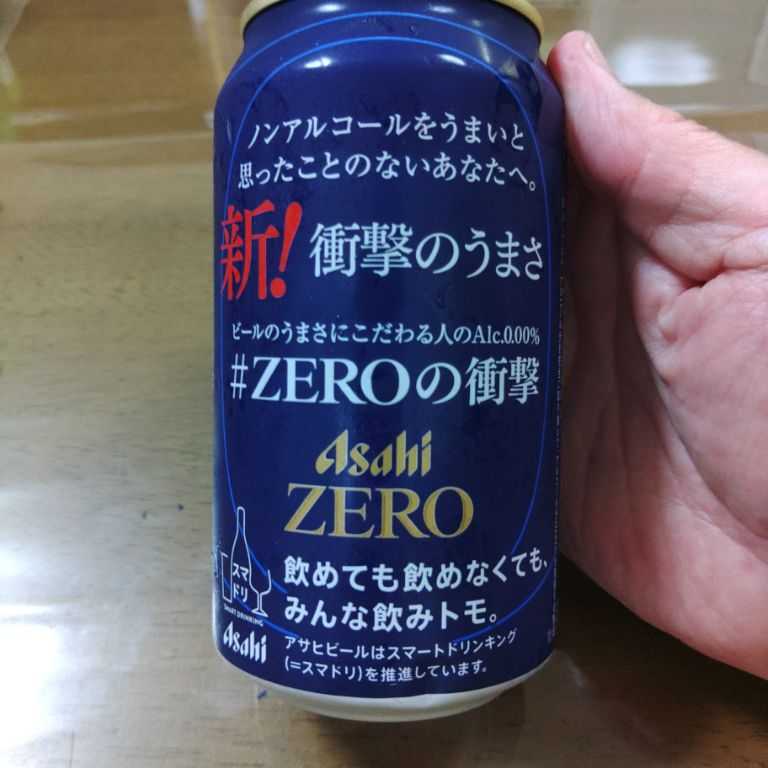 ノンアルコールをうまいと
思ったことのないあなたへ。
新!衝撃のうまさ
ビールのうまさにこだわる人のAlc.0.00%
#ZEROの衝撃
Asahi
ZERO
スマ
ドリ
SMART DRINKING
Asahi
飲めても飲めなくても、
みんな飲みトモ。
アサヒビールはスマートドリンキング
(=スマドリ)を推進しています。